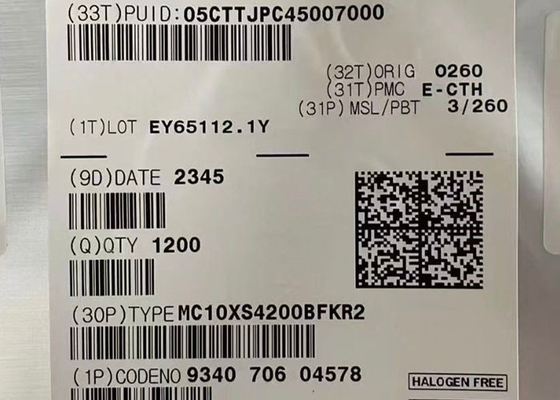 (33T)PUID:05CTTJPC45007000
(32T)ORIG 0260
(31T)PMC E-CTH
(31P)MSL/PBT 3/260
(1T)LOT EY65112.1Y
(9D)DATE 2345
(Q)QTY 1200
(30P)TYPE MC10XS4200BFKR2
(1P)CODENO 9340 706 04578
HALOGEN FREE